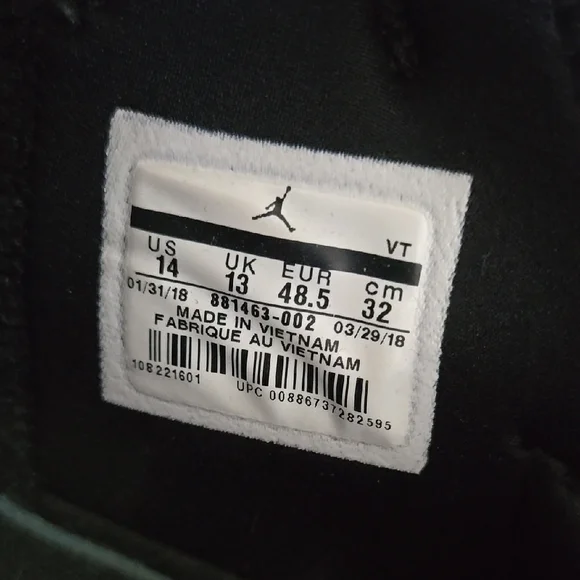 VT
US UK EUR cm
14 13 48.5 32
01/31/18 881463-002 03/29/18
MADE IN VIETNAM
FABRIQUE AU VIETNAM
108221601 UPC 00886737282595